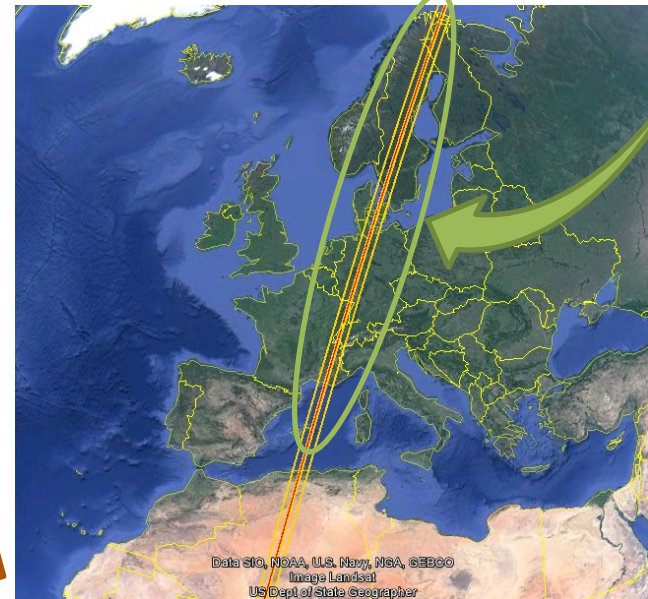 Data SIO, NOAA, U.S. Navy, NGA, GEBCO
Image Landsat
US Dept of State Geographer